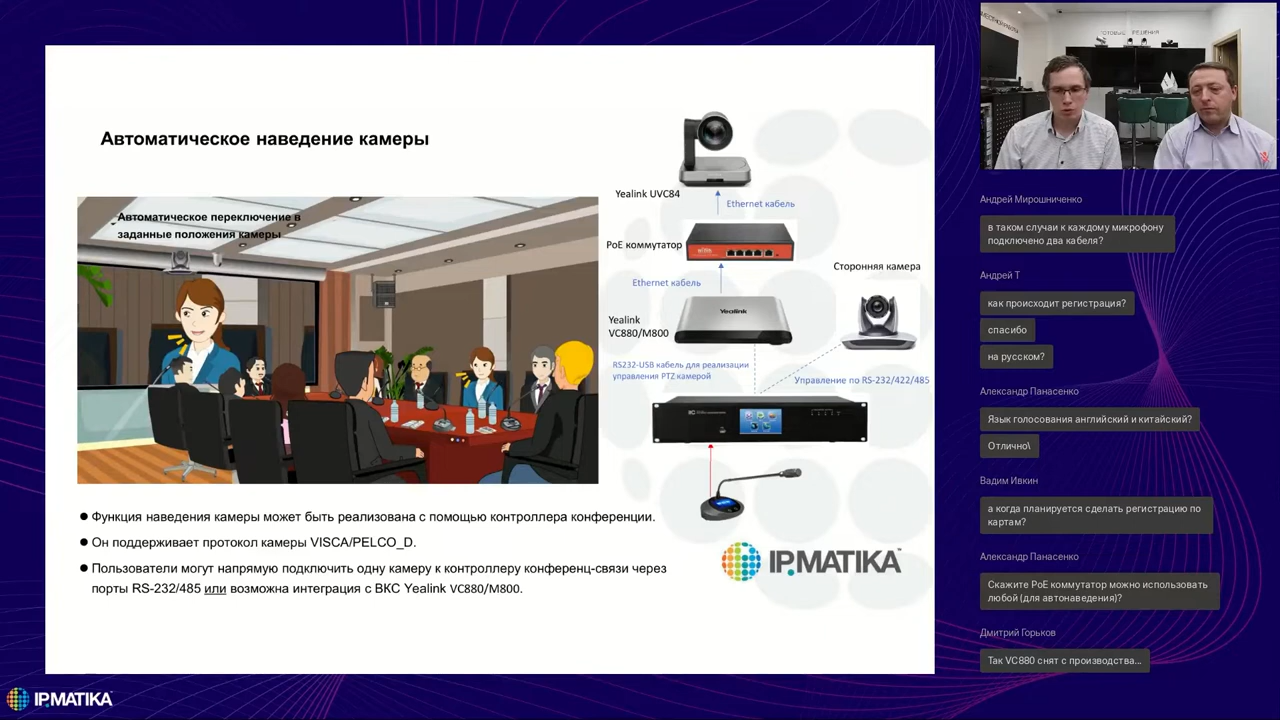 Автоматическое наведение камеры
Автоматическое переключение в
заданные положения камеры
Yealink UVC84
Ethernet кабель
PoE коммутатор
Ethernet кабель
Сторонняя камера
Yealink
VC880/M800
Yealink
RS232-USB кабель для реализации
управления PTZ камерой
Управление по RS-232/422/485
● Функция наведения камеры может быть реализована с помощью контроллера конференции.
● Он поддерживает протокол камеры VISCA/PELCO_D.
● Пользователи могут напрямую подключить одну камеру к контроллеру конференц-связи через
порты RS-232/485 или возможна интеграция с ВКС Yealink VC880/M800.
IP.MATIKA
IP.MATIKA
Андрей Мирошниченко
в таком случаи к каждому микрофону
подключено два кабеля?
Андрей Т
как происходит регистрация?
спасибо
на русском?
Александр Панасенко
Язык голосования английский и китайский?
Отлично\
Вадим Ивкин
а когда планируется сделать регистрацию по
картам?
Александр Панасенко
Скажите PoE коммутатор можно использовать
любой (для автонаведения)?
Дмитрий Горьков
Так VC880 снят с производства...